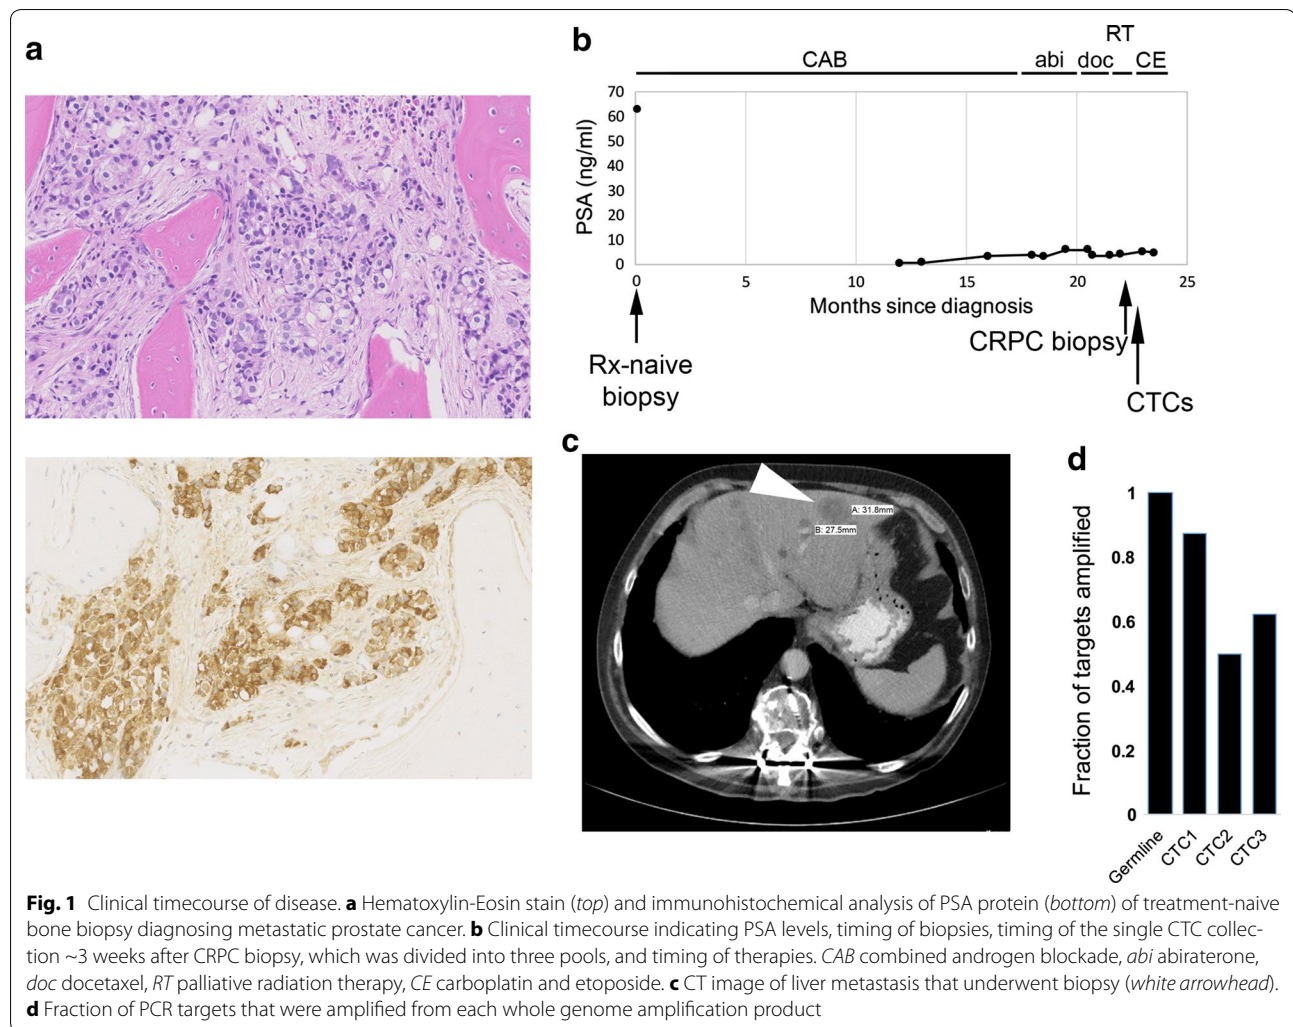 a
b
RT
CAB
abi
doc
CE
70
60
50
40
30
20
10
0
PSA (ng/ml)
0
5
10
15
20
25
Months since diagnosis
Rx-naive
biopsy
CRPC biopsy
CTCs
c
A: 31.8mm
B: 27.5mm
d
1
0.8
0.6
0.4
0.2
0
Fraction of targets amplified
Germline
CTC1
CTC2
CTC3
Fig. 1 Clinical timecourse of disease. a Hematoxylin-Eosin stain (top) and immunohistochemical analysis of PSA protein (bottom) of treatment-naive
bone biopsy diagnosing metastatic prostate cancer. b Clinical timecourse indicating PSA levels, timing of biopsies, timing of the single CTC collec-
tion ~3 weeks after CRPC biopsy, which was divided into three pools, and timing of therapies. CAB combined androgen blockade, abi abiraterone,
doc docetaxel, RT palliative radiation therapy, CE carboplatin and etoposide. c CT image of liver metastasis that underwent biopsy (white arrowhead).
d Fraction of PCR targets that were amplified from each whole genome amplification product